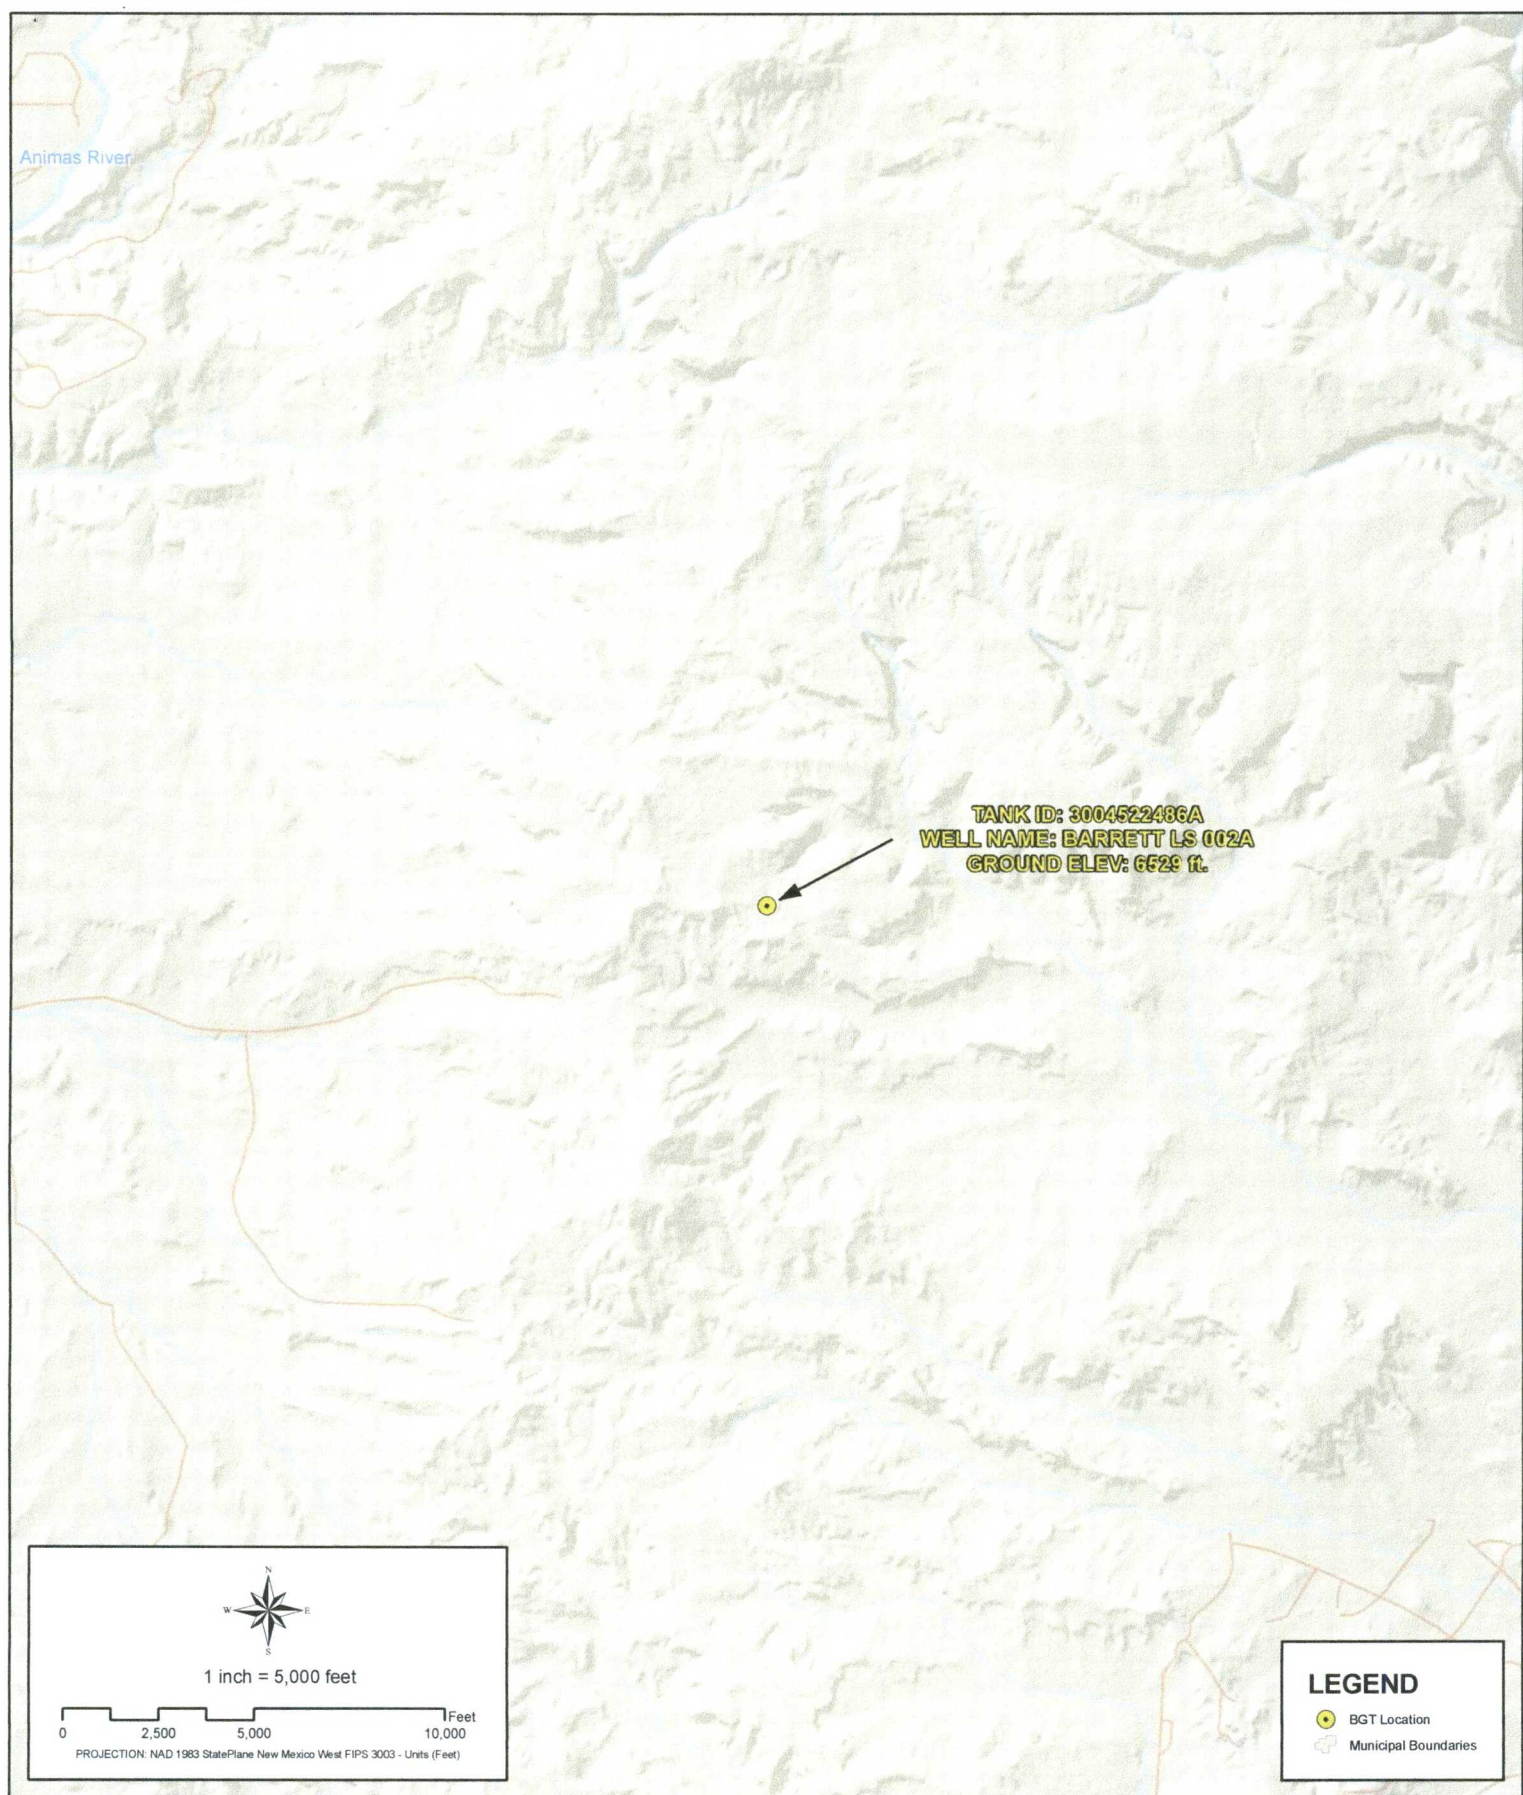 Animas River
TANK ID: 3004522486A
WELL NAME: BARRETT LS 002A
GROUND ELEV: 6529 ft.
N
W E
S
1 inch = 5,000 feet
Feet
0 2,500 5,000 10,000
PROJECTION: NAD 1983 StatePlane New Mexico West FIPS 3003 - Units (Feet)
LEGEND
BGT Location
Municipal Boundaries